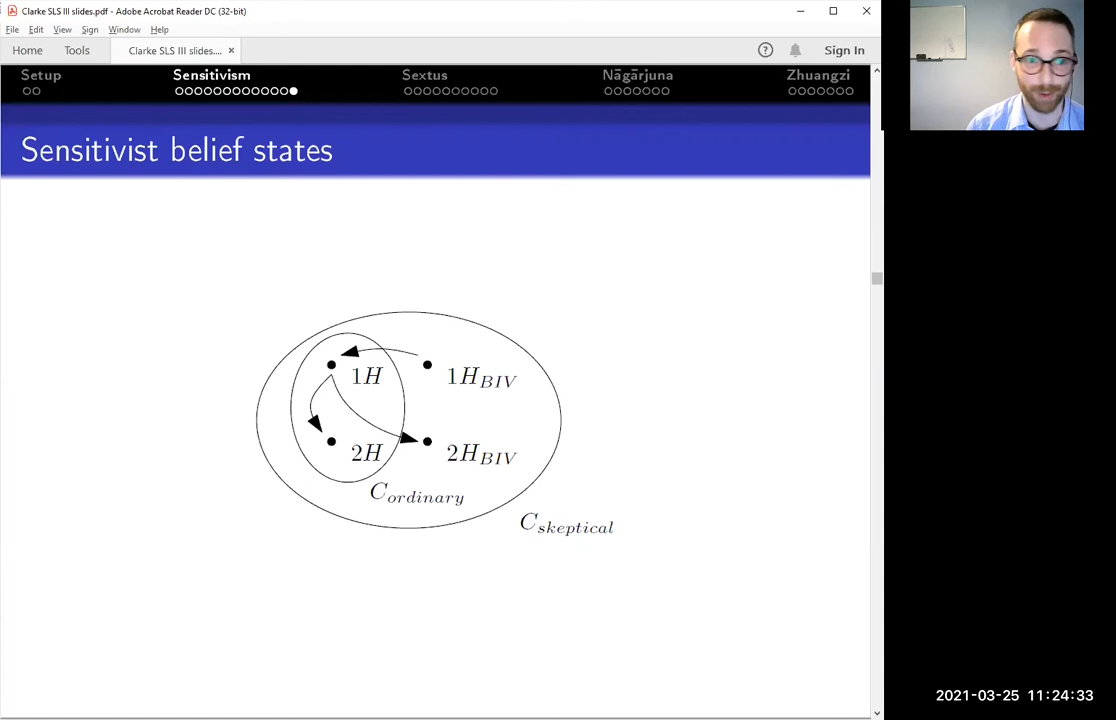 Clarke SLS III slides.pdf - Adobe Acrobat Reader DC (32-bit)
File Edit View Sign Window Help
Home Tools Clarke SLS III slides.... × Sign In
Setup Sensitivism Sextus Nāgārjuna Zhuangzi
Sensitivist belief states
1H 1H_BIV
2H 2H_BIV
C_ordinary
C_skeptical
2021-03-25 11:24:33